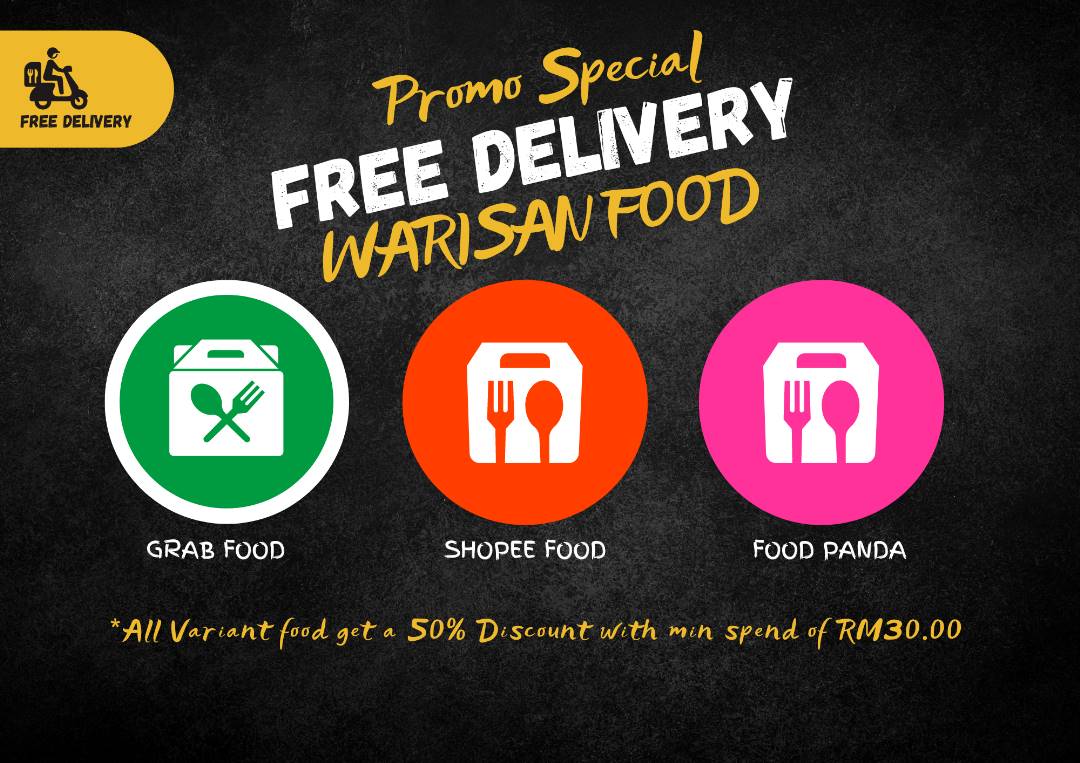 FREE DELIVERY
Promo Special
FREE DELIVERY
WARISAN FOOD
GRAB FOOD
SHOPEE FOOD
FOOD PANDA
*All Variant food get a 50% Discount with min spend of RM30.00